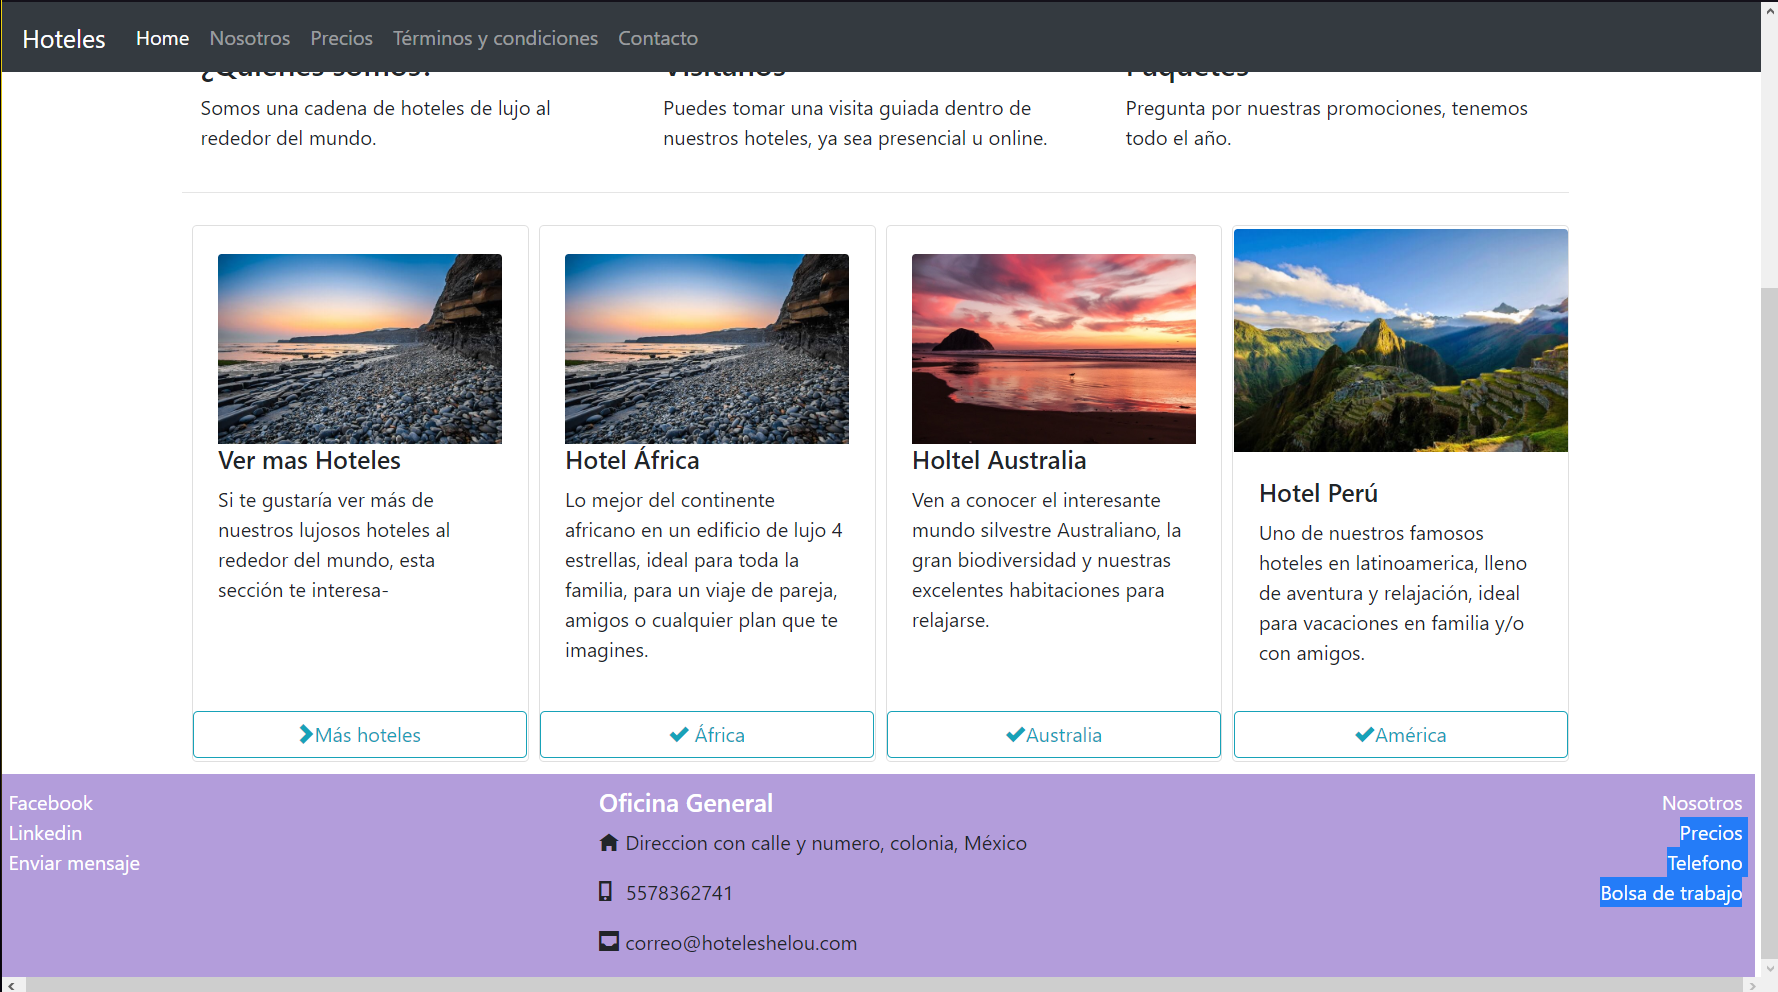 Hoteles Home Nosotros Precios Términos y condiciones Contacto
¿Quienes somos? Visitanos Paquetes
Somos una cadena de hoteles de lujo al
rededor del mundo.
Puedes tomar una visita guiada dentro de
nuestros hoteles, ya sea presencial u online.
Pregunta por nuestras promociones, tenemos
todo el año.
Ver mas Hoteles
Si te gustaría ver más de
nuestros lujosos hoteles al
rededor del mundo, esta
sección te interesa-
Más hoteles
Hotel África
Lo mejor del continente
africano en un edificio de lujo 4
estrellas, ideal para toda la
familia, para un viaje de pareja,
amigos o cualquier plan que te
imagines.
África
Holtel Australia
Ven a conocer el interesante
mundo silvestre Australiano, la
gran biodiversidad y nuestras
excelentes habitaciones para
relajarse.
Australia
Hotel Perú
Uno de nuestros famosos
hoteles en latinoamerica, lleno
de aventura y relajación, ideal
para vacaciones en familia y/o
con amigos.
América
Facebook
Linkedin
Enviar mensaje
Oficina General
Direccion con calle y numero, colonia, México
5578362741
correo@hoteleshelou.com
Nosotros
Precios
Telefono
Bolsa de trabajo